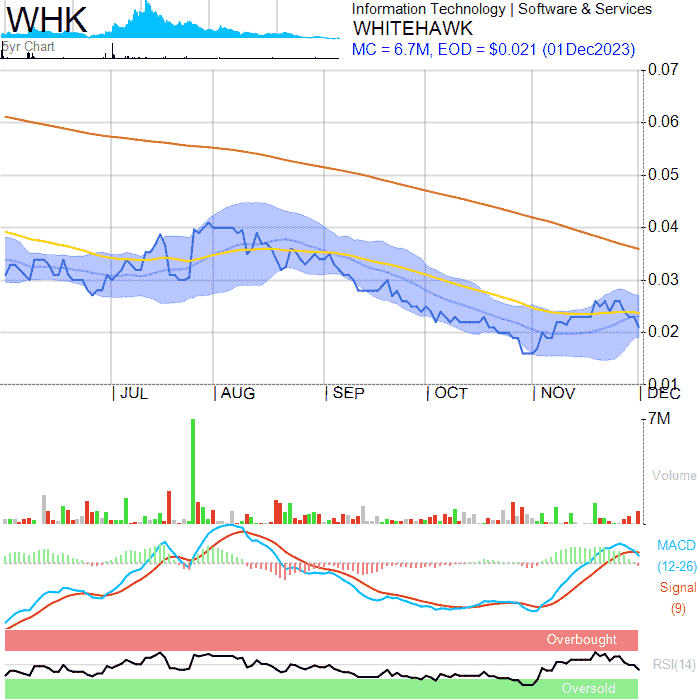 WHK
5yr Chart
Information Technology | Software & Services
WHITEHAWK
MC = 6.7M, EOD = $0.021 (01Dec2023)
0.07
0.06
0.05
0.04
0.03
0.02
0.01
| JUL | AUG | SEP | OCT | NOV | DEC
7M
Volume
MACD
(12-26)
Signal
(9)
Overbought
RSI(14)
Oversold